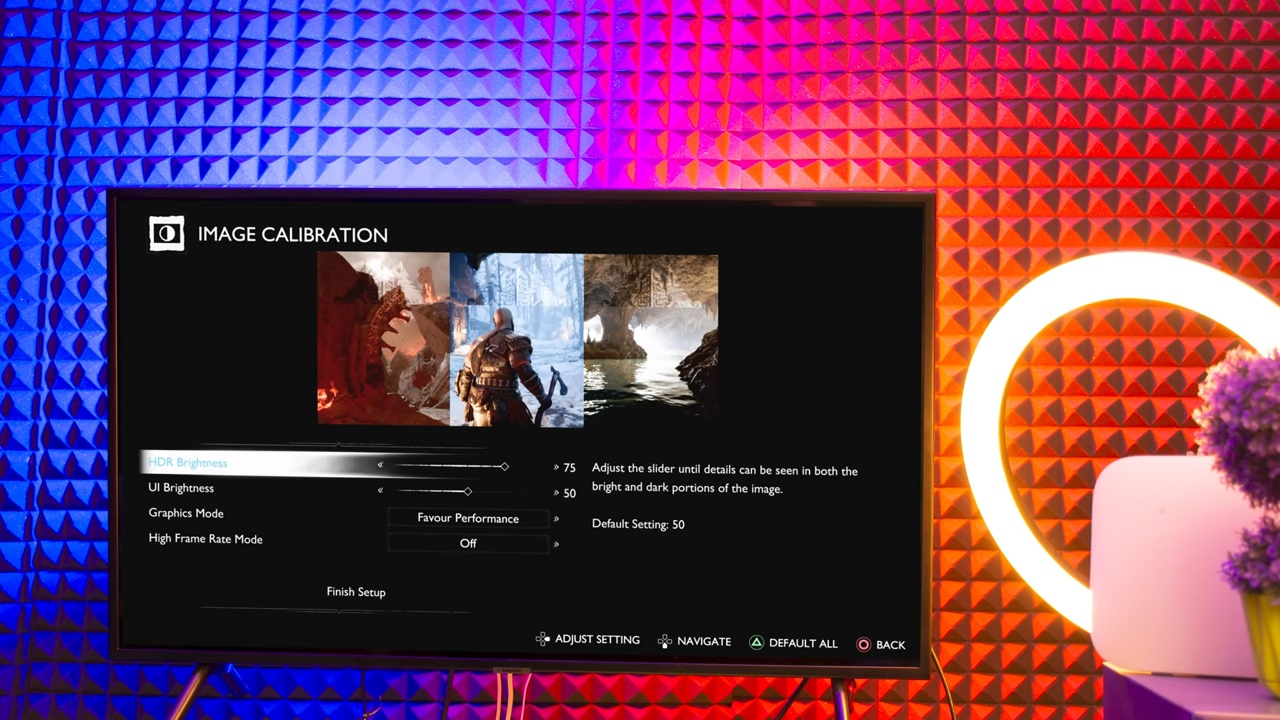 IMAGE CALIBRATION
HDR Brightness « » 75
UI Brightness « » 50
Graphics Mode Favour Performance »
High Frame Rate Mode Off »
Finish Setup
Adjust the slider until details can be seen in both the
bright and dark portions of the image.
Default Setting: 50
ADJUST SETTING NAVIGATE DEFAULT ALL BACK